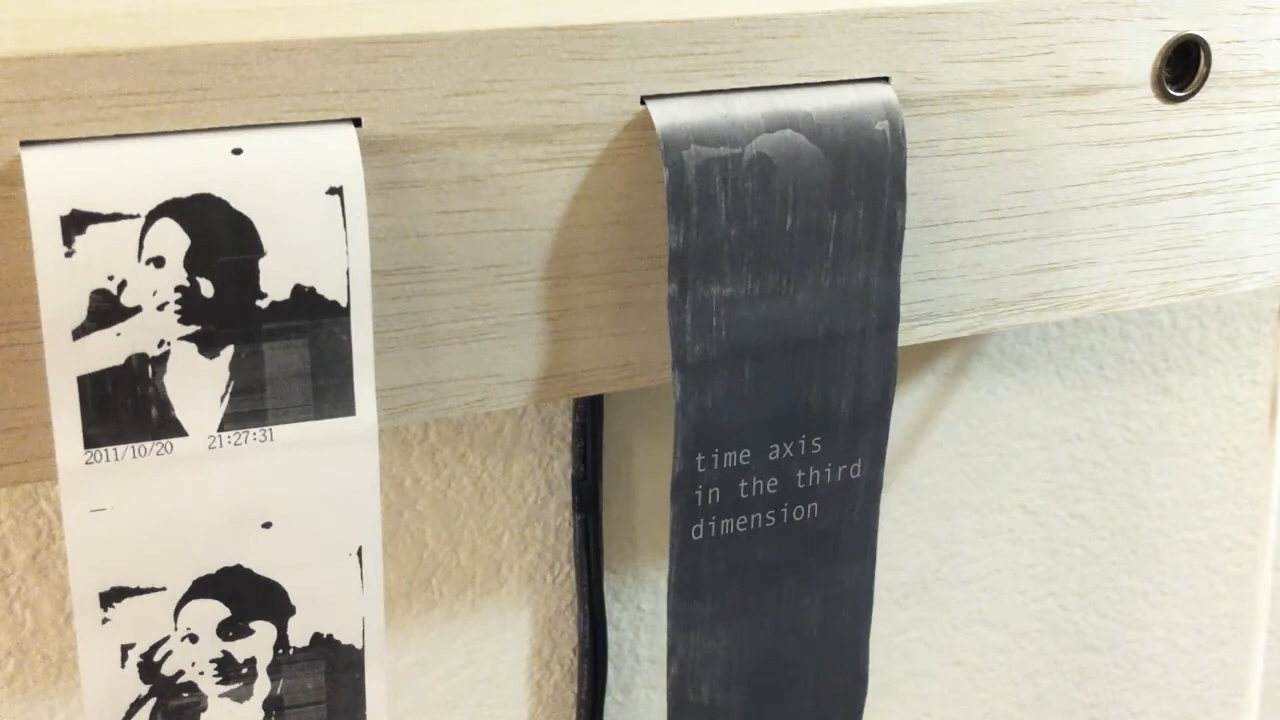 2011/10/20 21:27:31
time axis
in the third
dimension